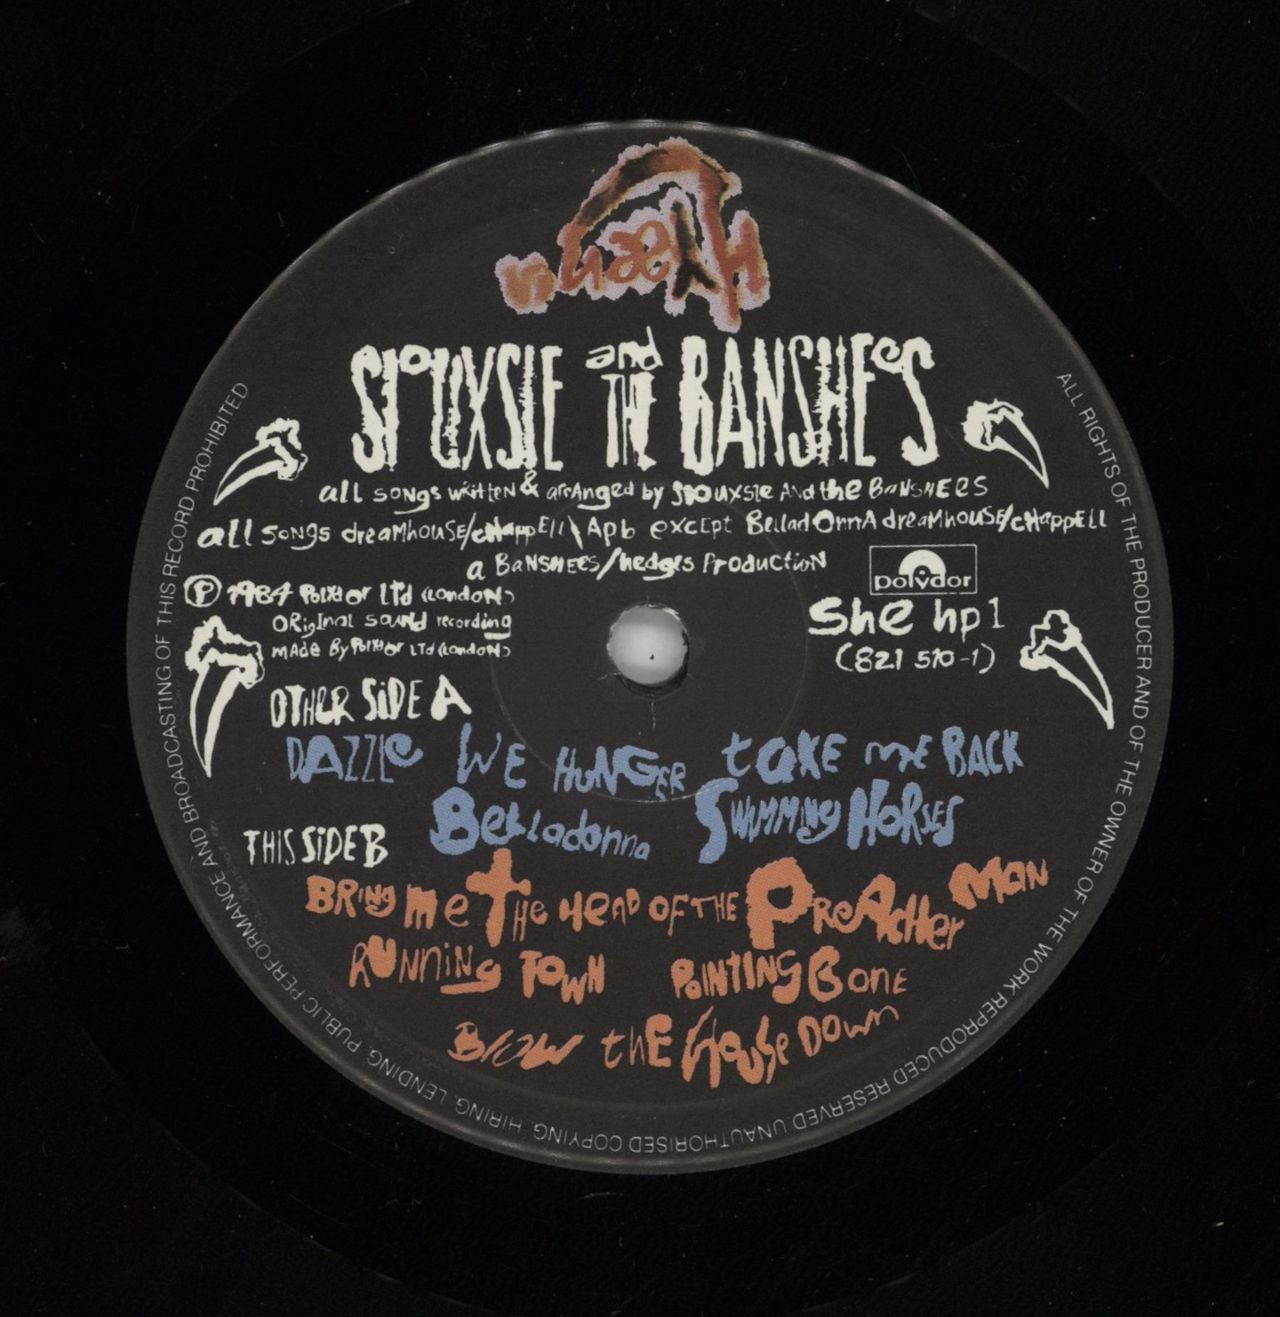 Hyæna
SIOUXSIE and THE BANSHEES
all songs written & arranged by Siouxsie and the Banshees
all songs dreamhouse/chappell\Apb except Belladonna dreamhouse/chappell
a Banshees/hedges Production
polydor
℗ 1984 Polydor LTd (London)
Original sound recording
made By Polydor LTd (London)
She hp 1
(821 510-1)
OTHER SIDE A
DAZZLE WE HUNGER take me BACK
Belladonna Swimming Horses
THIS SIDE B
Bring me The Head OF THE Preacher Man
RUNNing TOWN POINTING Bone
Blow the House Down
ALL RIGHTS OF THE PRODUCER AND OF THE OWNER OF THE WORK REPRODUCED RESERVED UNAUTHORISED COPYING. HIRING. LENDING. PUBLIC PERFORMANCE AND BROADCASTING OF THIS RECORD PROHIBITED